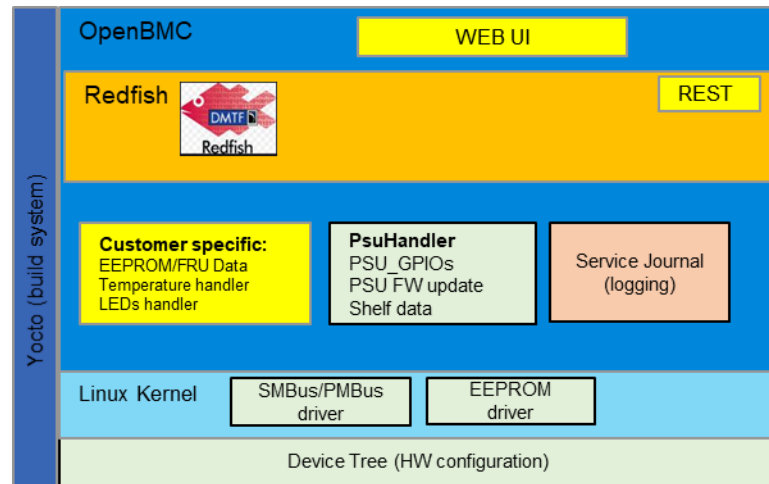 OpenBMC
WEB UI
Redfish
REST
DMTF
Redfish
Yocto (build system)
Customer specific:
EEPROM/FRU Data
Temperature handler
LEDs handler
PsuHandler
PSU_GPIOs
PSU FW update
Shelf data
Service Journal
(logging)
Linux Kernel
SMBus/PMBus
driver
EEPROM
driver
Device Tree (HW configuration)